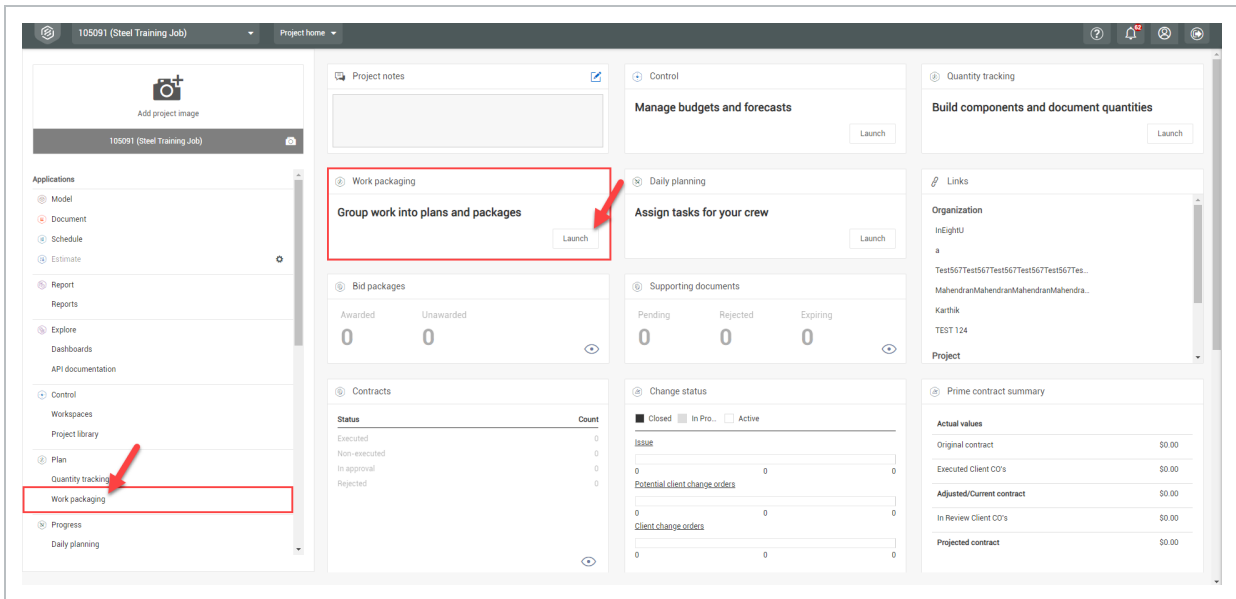 105091 (Steel Training Job)
Project home
62
Add project image
105091 (Steel Training Job)
Applications
Model
Document
Schedule
Estimate
Report
Reports
Explore
Dashboards
API documentation
Control
Workspaces
Project library
Plan
Quantity tracking
Work packaging
Progress
Daily planning
Project notes
Control
Manage budgets and forecasts
Launch
Quantity tracking
Build components and document quantities
Launch
Work packaging
Group work into plans and packages
Launch
Daily planning
Assign tasks for your crew
Launch
Links
Organization
InEightU
a
Test567Test567Test567Test567Test567Tes...
MahendranMahendranMahendranMahendra...
Karthik
TEST 124
Project
Bid packages
Awarded Unawarded
0 0
Supporting documents
Pending Rejected Expiring
0 0 0
Contracts
Status Count
Executed 0
Non-executed 0
In approval 0
Rejected 0
Change status
Closed In Pro... Active
Issue
0 0 0
Potential client change orders
0 0 0
Client change orders
0 0 0
Prime contract summary
Actual values
Original contract $0.00
Executed Client CO's $0.00
Adjusted/Current contract $0.00
In Review Client CO's $0.00
Projected contract $0.00